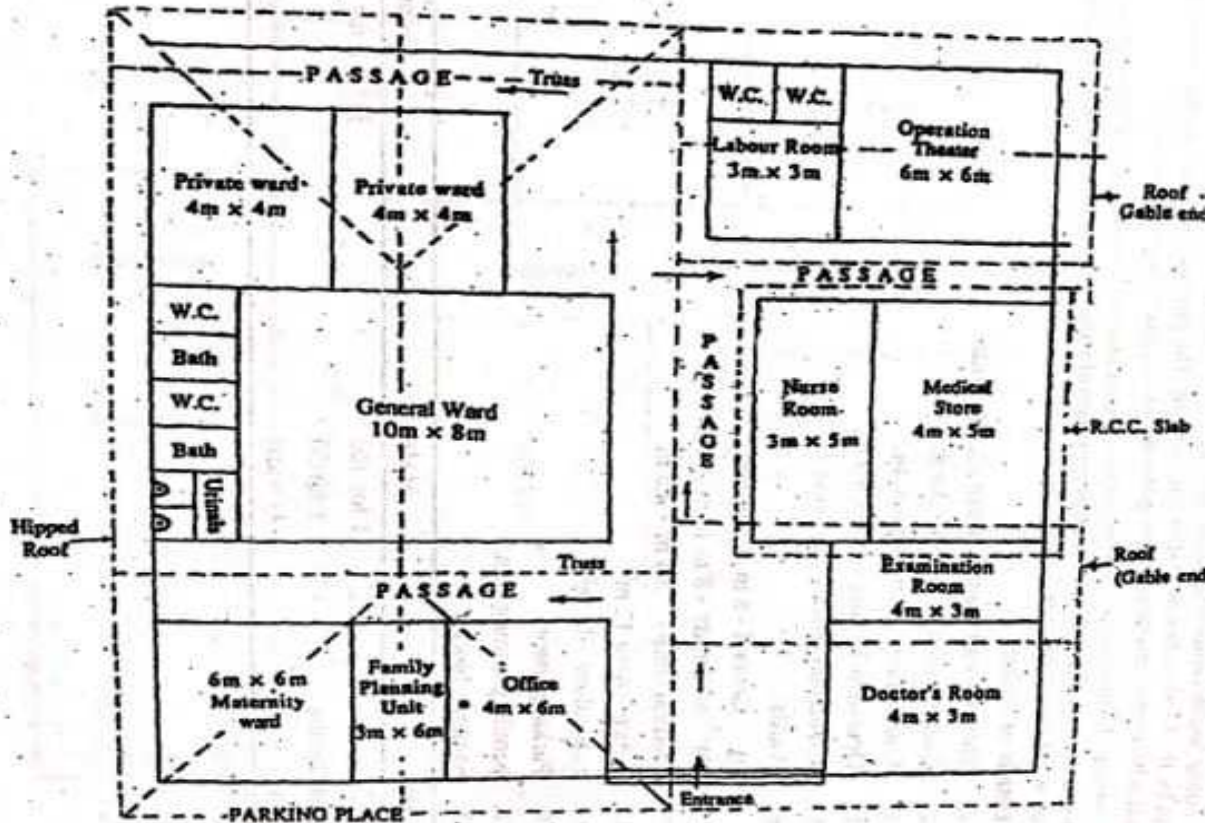 PASSAGE
Truss
W.C.
W.C.
Labour Room
3m × 3m
Operation
Theater
6m × 6m
Roof
Gable end
Private ward
4m × 4m
Private ward
4m × 4m
PASSAGE
W.C.
Bath
W.C.
Bath
Urinals
General Ward
10m × 8m
PASSAGE
Nurse
Room
3m × 5m
Medical
Store
4m × 5m
R.C.C. Slab
Hipped
Roof
Truss
PASSAGE
Examination
Room
4m × 3m
Roof
(Gable end
6m × 6m
Maternity
ward
Family
Planning
Unit
3m × 6m
Office
4m × 6m
Doctor's Room
4m × 3m
Entrance
PARKING PLACE